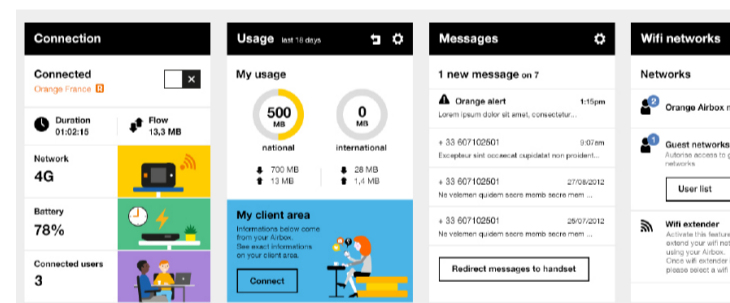 Connection
Connected
Orange France R
Duration
01:02:15
Flow
13,3 MB
Network
4G
Battery
78%
Connected users
3
Usage last 18 days
My usage
500
MB
national
700 MB
13 MB
0
MB
international
28 MB
1,4 MB
My client area
Informations below come
from your Airbox.
See exact informations
on your client area.
Connect
Messages
1 new message on 7
Orange alert 1:15pm
Lorem ipsum dolor sit amet, consectetur...
+ 33 607102501 9:07am
Excepteur sint occaecat cupidatat non proident...
+ 33 607102501 27/08/2012
Ne velemen quidem secre momb secre mem ...
+ 33 607102501 25/07/2012
Ne velemen quidem secre momb secre mem ...
Redirect messages to handset
Wifi networks
Networks
2
Orange Airbox
1
Guest networks
Autorise access to
networks
User list
Wifi extender
Activate this feature
extend your wifi
using your Airbox.
Once wifi extender
please select a wifi